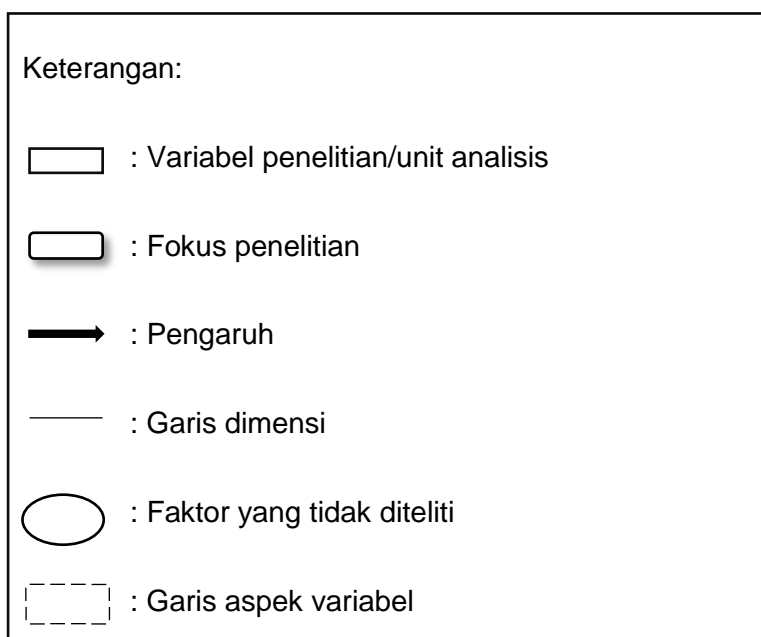 Keterangan:
: Variabel penelitian/unit analisis
: Fokus penelitian
: Pengaruh
: Garis dimensi
: Faktor yang tidak diteliti
: Garis aspek variabel